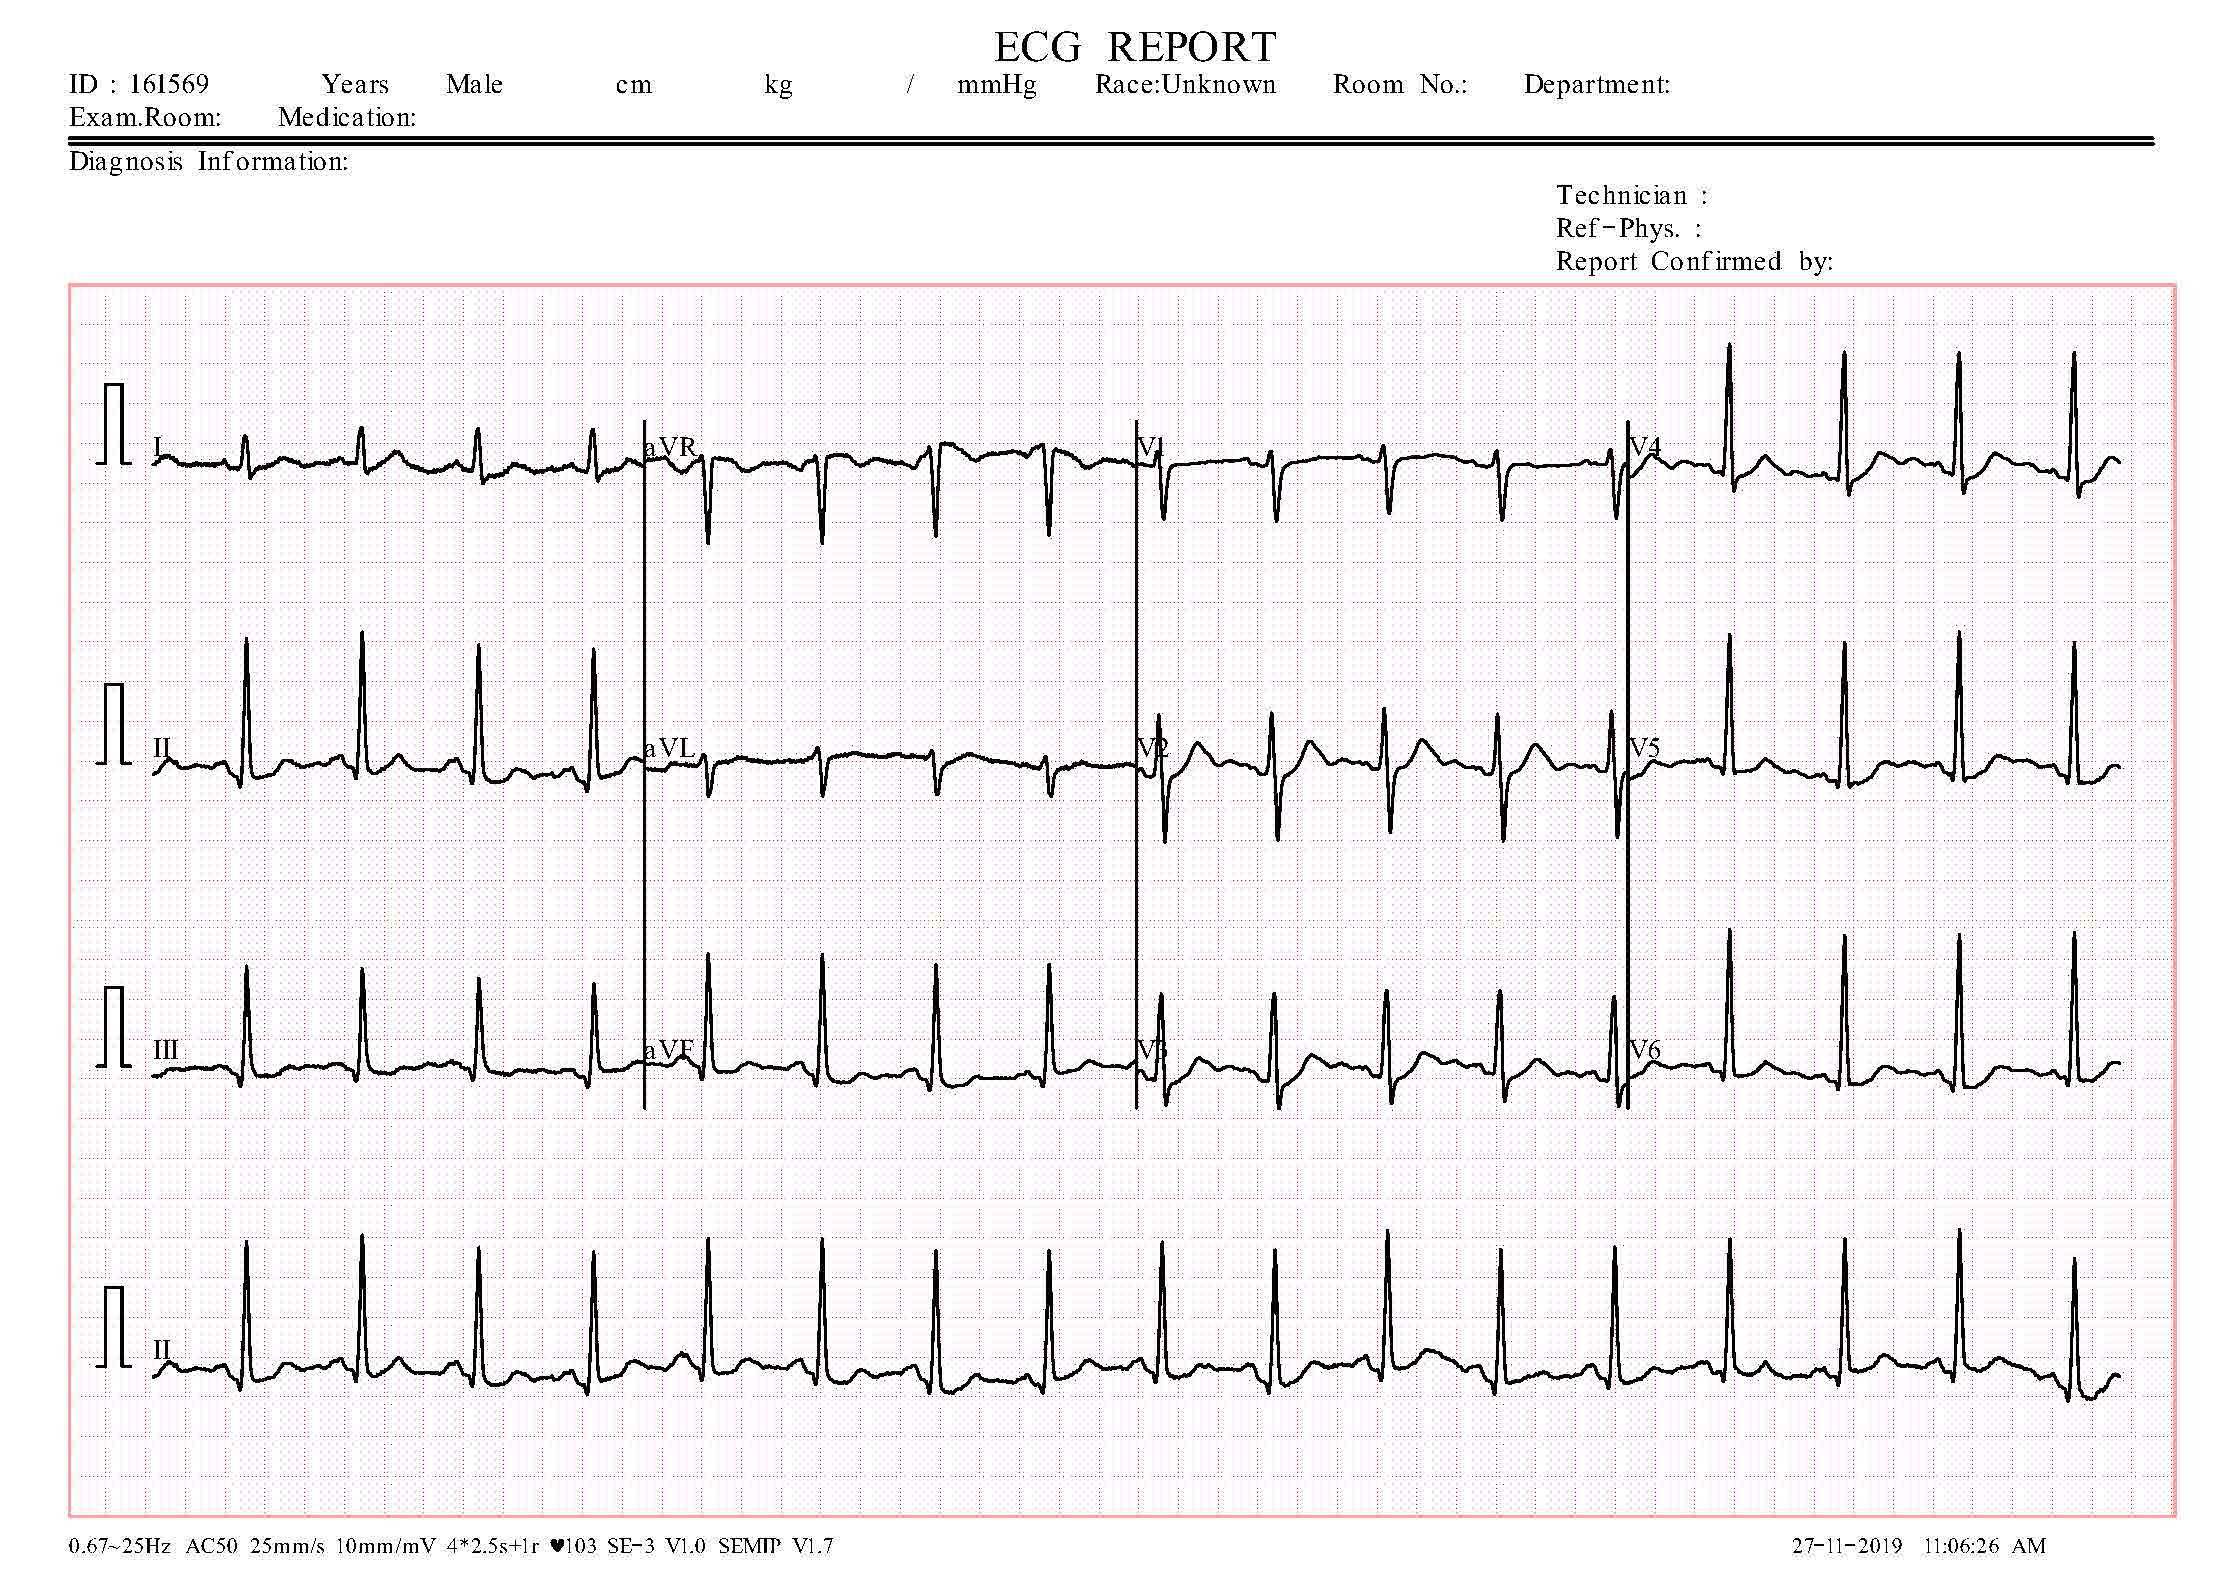 ECG REPORT
ID : 161569 Years Male cm kg / mmHg Race:Unknown Room No.: Department:
Exam.Room: Medication:
Diagnosis Information:
Technician :
Ref-Phys. :
Report Confirmed by:
I aVR V1 V4
II aVL V2 V5
III aVF V3 V6
II
0.67~25Hz AC50 25mm/s 10mm/mV 4*2.5s+1r ♥103 SE-3 V1.0 SEMIP V1.7 27-11-2019 11:06:26 AM